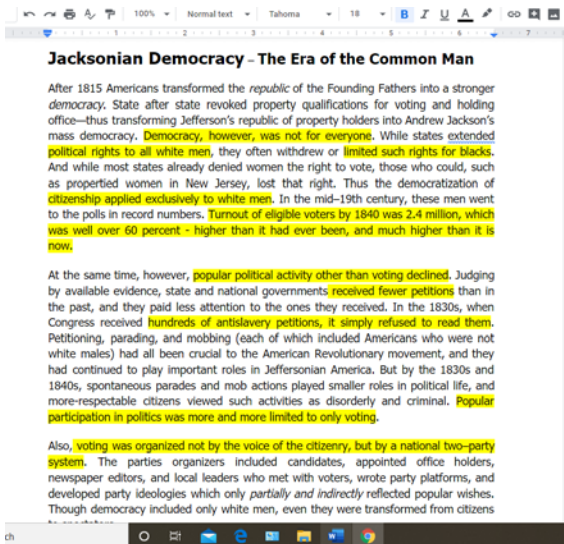 100% Normal text Tahoma 18 B I U A
1 2 3 4 5 6 7
Jacksonian Democracy – The Era of the Common Man
After 1815 Americans transformed the republic of the Founding Fathers into a stronger
democracy. State after state revoked property qualifications for voting and holding
office—thus transforming Jefferson's republic of property holders into Andrew Jackson's
mass democracy. Democracy, however, was not for everyone. While states extended
political rights to all white men, they often withdrew or limited such rights for blacks.
And while most states already denied women the right to vote, those who could, such
as propertied women in New Jersey, lost that right. Thus the democratization of
citizenship applied exclusively to white men. In the mid–19th century, these men went
to the polls in record numbers. Turnout of eligible voters by 1840 was 2.4 million, which
was well over 60 percent - higher than it had ever been, and much higher than it is
now.
At the same time, however, popular political activity other than voting declined. Judging
by available evidence, state and national governments received fewer petitions than in
the past, and they paid less attention to the ones they received. In the 1830s, when
Congress received hundreds of antislavery petitions, it simply refused to read them.
Petitioning, parading, and mobbing (each of which included Americans who were not
white males) had all been crucial to the American Revolutionary movement, and they
had continued to play important roles in Jeffersonian America. But by the 1830s and
1840s, spontaneous parades and mob actions played smaller roles in political life, and
more-respectable citizens viewed such activities as disorderly and criminal. Popular
participation in politics was more and more limited to only voting.
Also, voting was organized not by the voice of the citizenry, but by a national two–party
system. The parties organizers included candidates, appointed office holders,
newspaper editors, and local leaders who met with voters, wrote party platforms, and
developed party ideologies which only partially and indirectly reflected popular wishes.
Though democracy included only white men, even they were transformed from citizens
to spectators.
ch